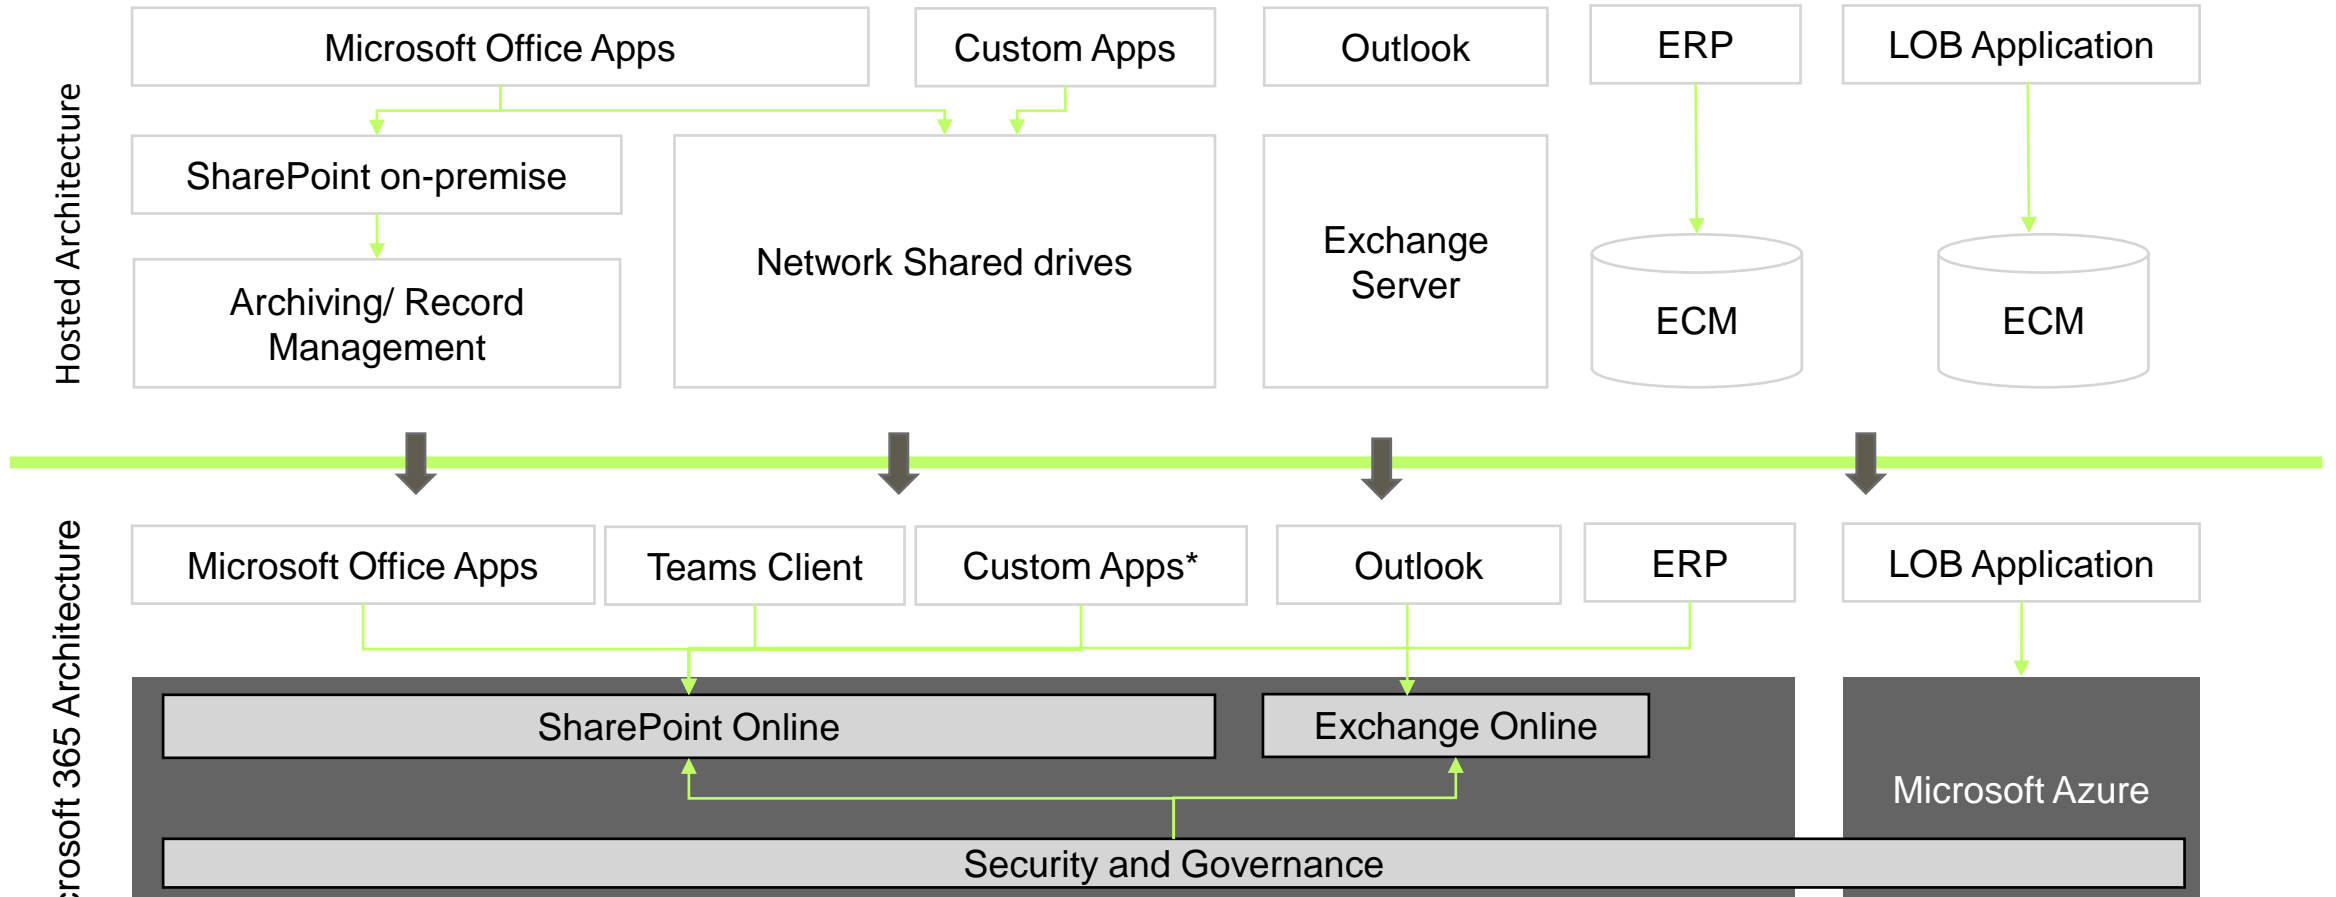 Hosted Architecture
Microsoft Office Apps
Custom Apps
Outlook
ERP
LOB Application
SharePoint on-premise
Network Shared drives
Exchange
Server
Archiving/ Record
Management
ECM
ECM
365 Architecture
Microsoft Office Apps
Teams Client
Custom Apps*
Outlook
ERP
LOB Application
SharePoint Online
Exchange Online
Microsoft Azure
Security and Governance